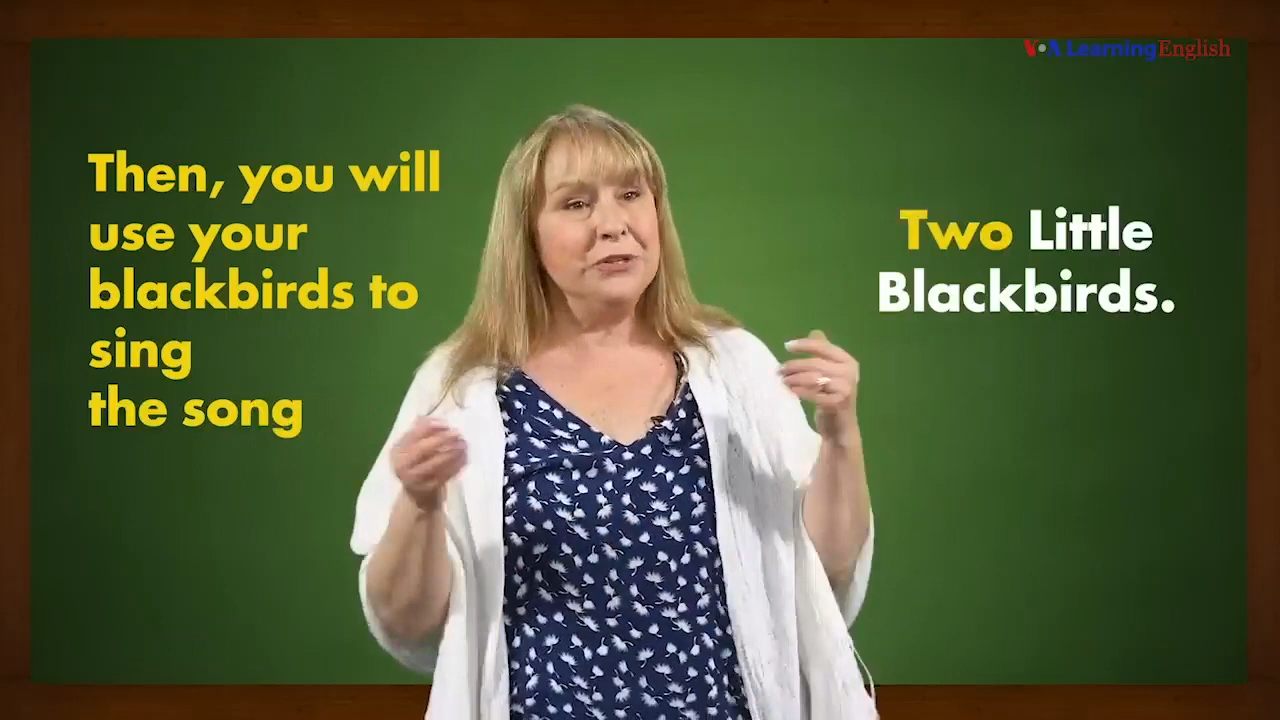 VOA Learning English
Then, you will
use your
blackbirds to
sing
the song
Two Little
Blackbirds.